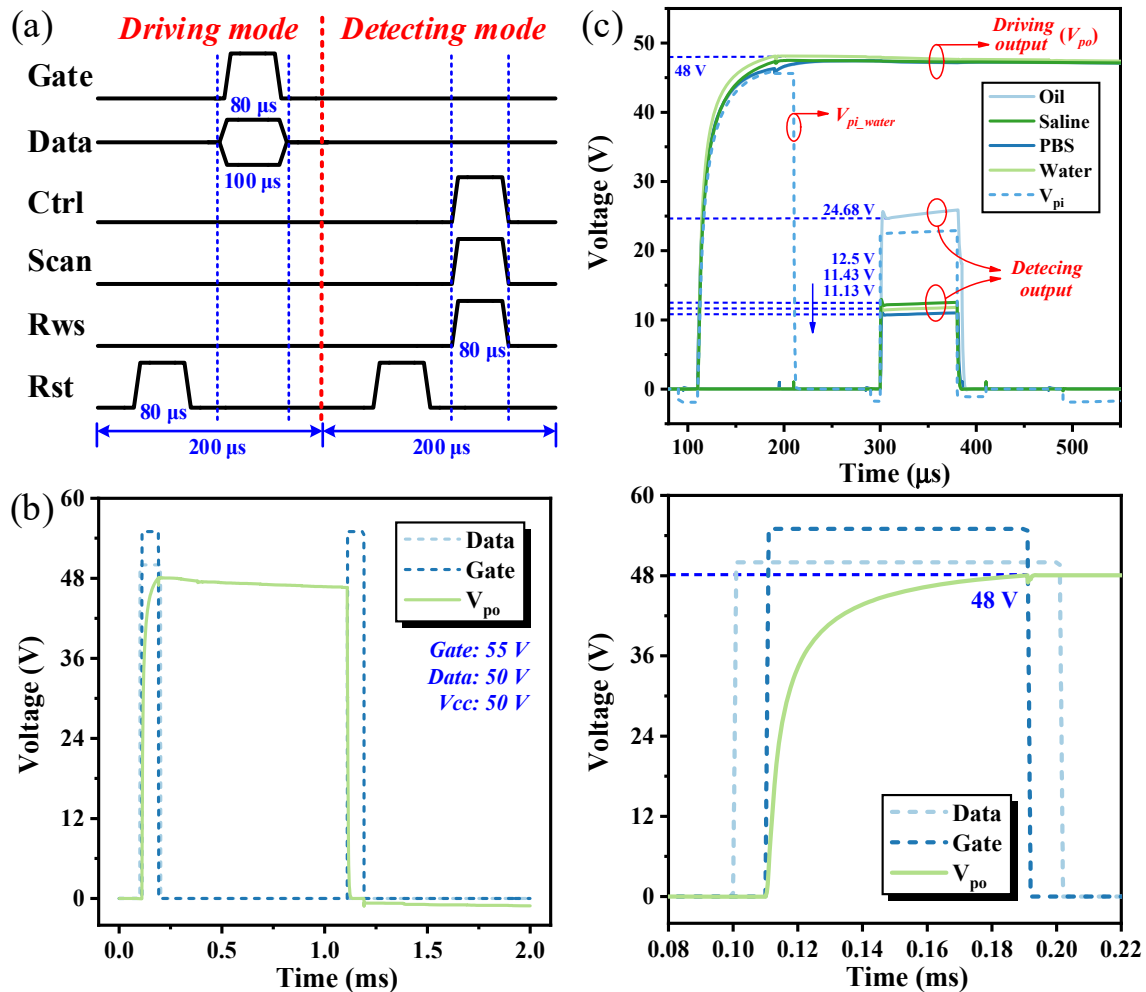 (a)
Driving mode
Detecting mode
Gate
80 μs
Data
100 μs
Ctrl
Scan
Rws
80 μs
Rst
80 μs
200 μs
200 μs
(c)
50
40
30
20
10
0
Voltage (V)
48 V
Driving
output (Vpo)
Vpi_water
Oil
Saline
PBS
Water
Vpi
24.68 V
12.5 V
11.43 V
11.13 V
Detecing
output
100
200
300
400
500
Time (μs)
(b)
60
48
36
24
12
0
Voltage (V)
Data
Gate
Vpo
Gate: 55 V
Data: 50 V
Vcc: 50 V
0.0
0.5
1.0
1.5
2.0
Time (ms)
60
48
36
24
12
0
Voltage (V)
48 V
Data
Gate
Vpo
0.08
0.10
0.12
0.14
0.16
0.18
0.20
0.22
Time (ms)